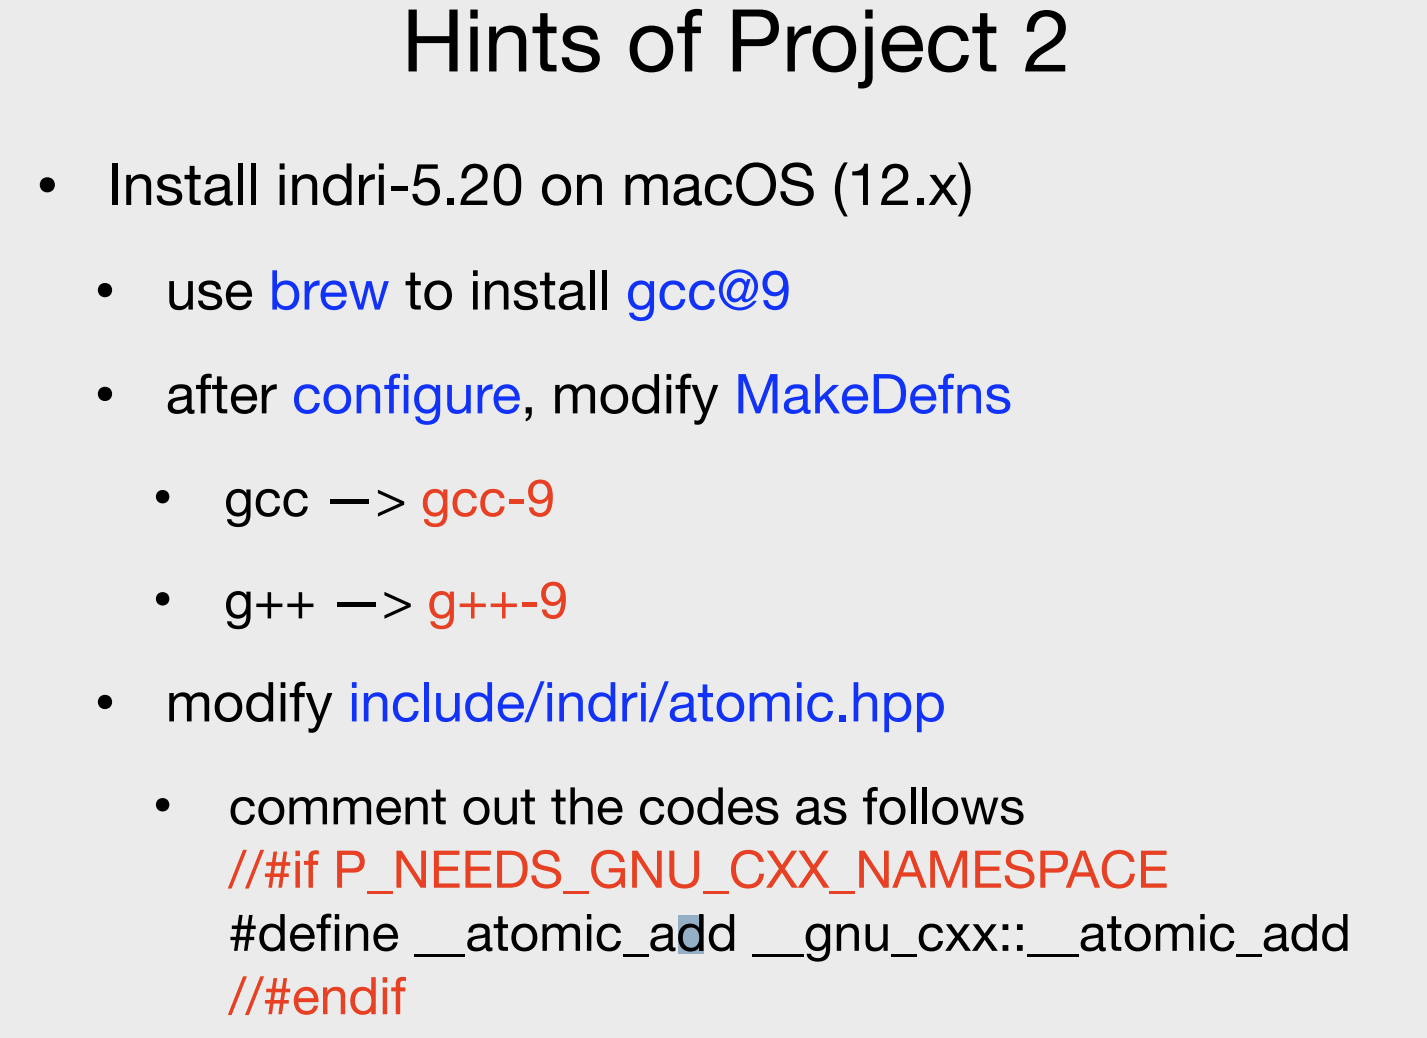 Hints of Project 2
• Install indri-5.20 on macOS (12.x)
• use brew to install gcc@9
• after configure, modify MakeDefns
• gcc —> gcc-9
• g++ —> g++-9
• modify include/indri/atomic.hpp
• comment out the codes as follows
//#if P_NEEDS_GNU_CXX_NAMESPACE
#define __atomic_add __gnu_cxx::__atomic_add
//#endif